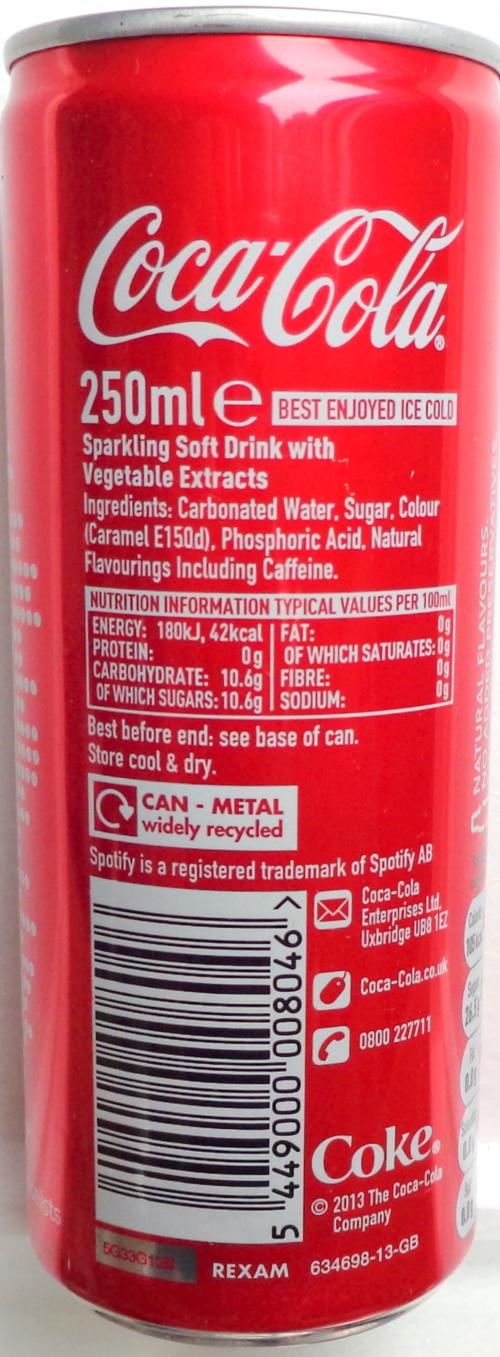 Coca-Cola®
250ml e BEST ENJOYED ICE COLD
Sparkling Soft Drink with
Vegetable Extracts
Ingredients: Carbonated Water, Sugar, Colour
(Caramel E150d), Phosphoric Acid, Natural
Flavourings Including Caffeine.
NUTRITION INFORMATION TYPICAL VALUES PER 100ml
ENERGY: 180kJ, 42kcal
PROTEIN: 0g
CARBOHYDRATE: 10.6g
OF WHICH SUGARS: 10.6g
FAT: 0g
OF WHICH SATURATES: 0g
FIBRE: 0g
SODIUM: 0g
Best before end: see base of can.
Store cool & dry.
CAN - METAL
widely recycled
Spotify is a registered trademark of Spotify AB
Coca-Cola
Enterprises Ltd,
Uxbridge UB8 1EZ
Coca-Cola.co.uk
0800 227711
5 449000 008046 >
Coke®
© 2013 The Coca-Cola
Company
REXAM 634698-13-GB
NATURAL FLAVOURS.
NO ADDED